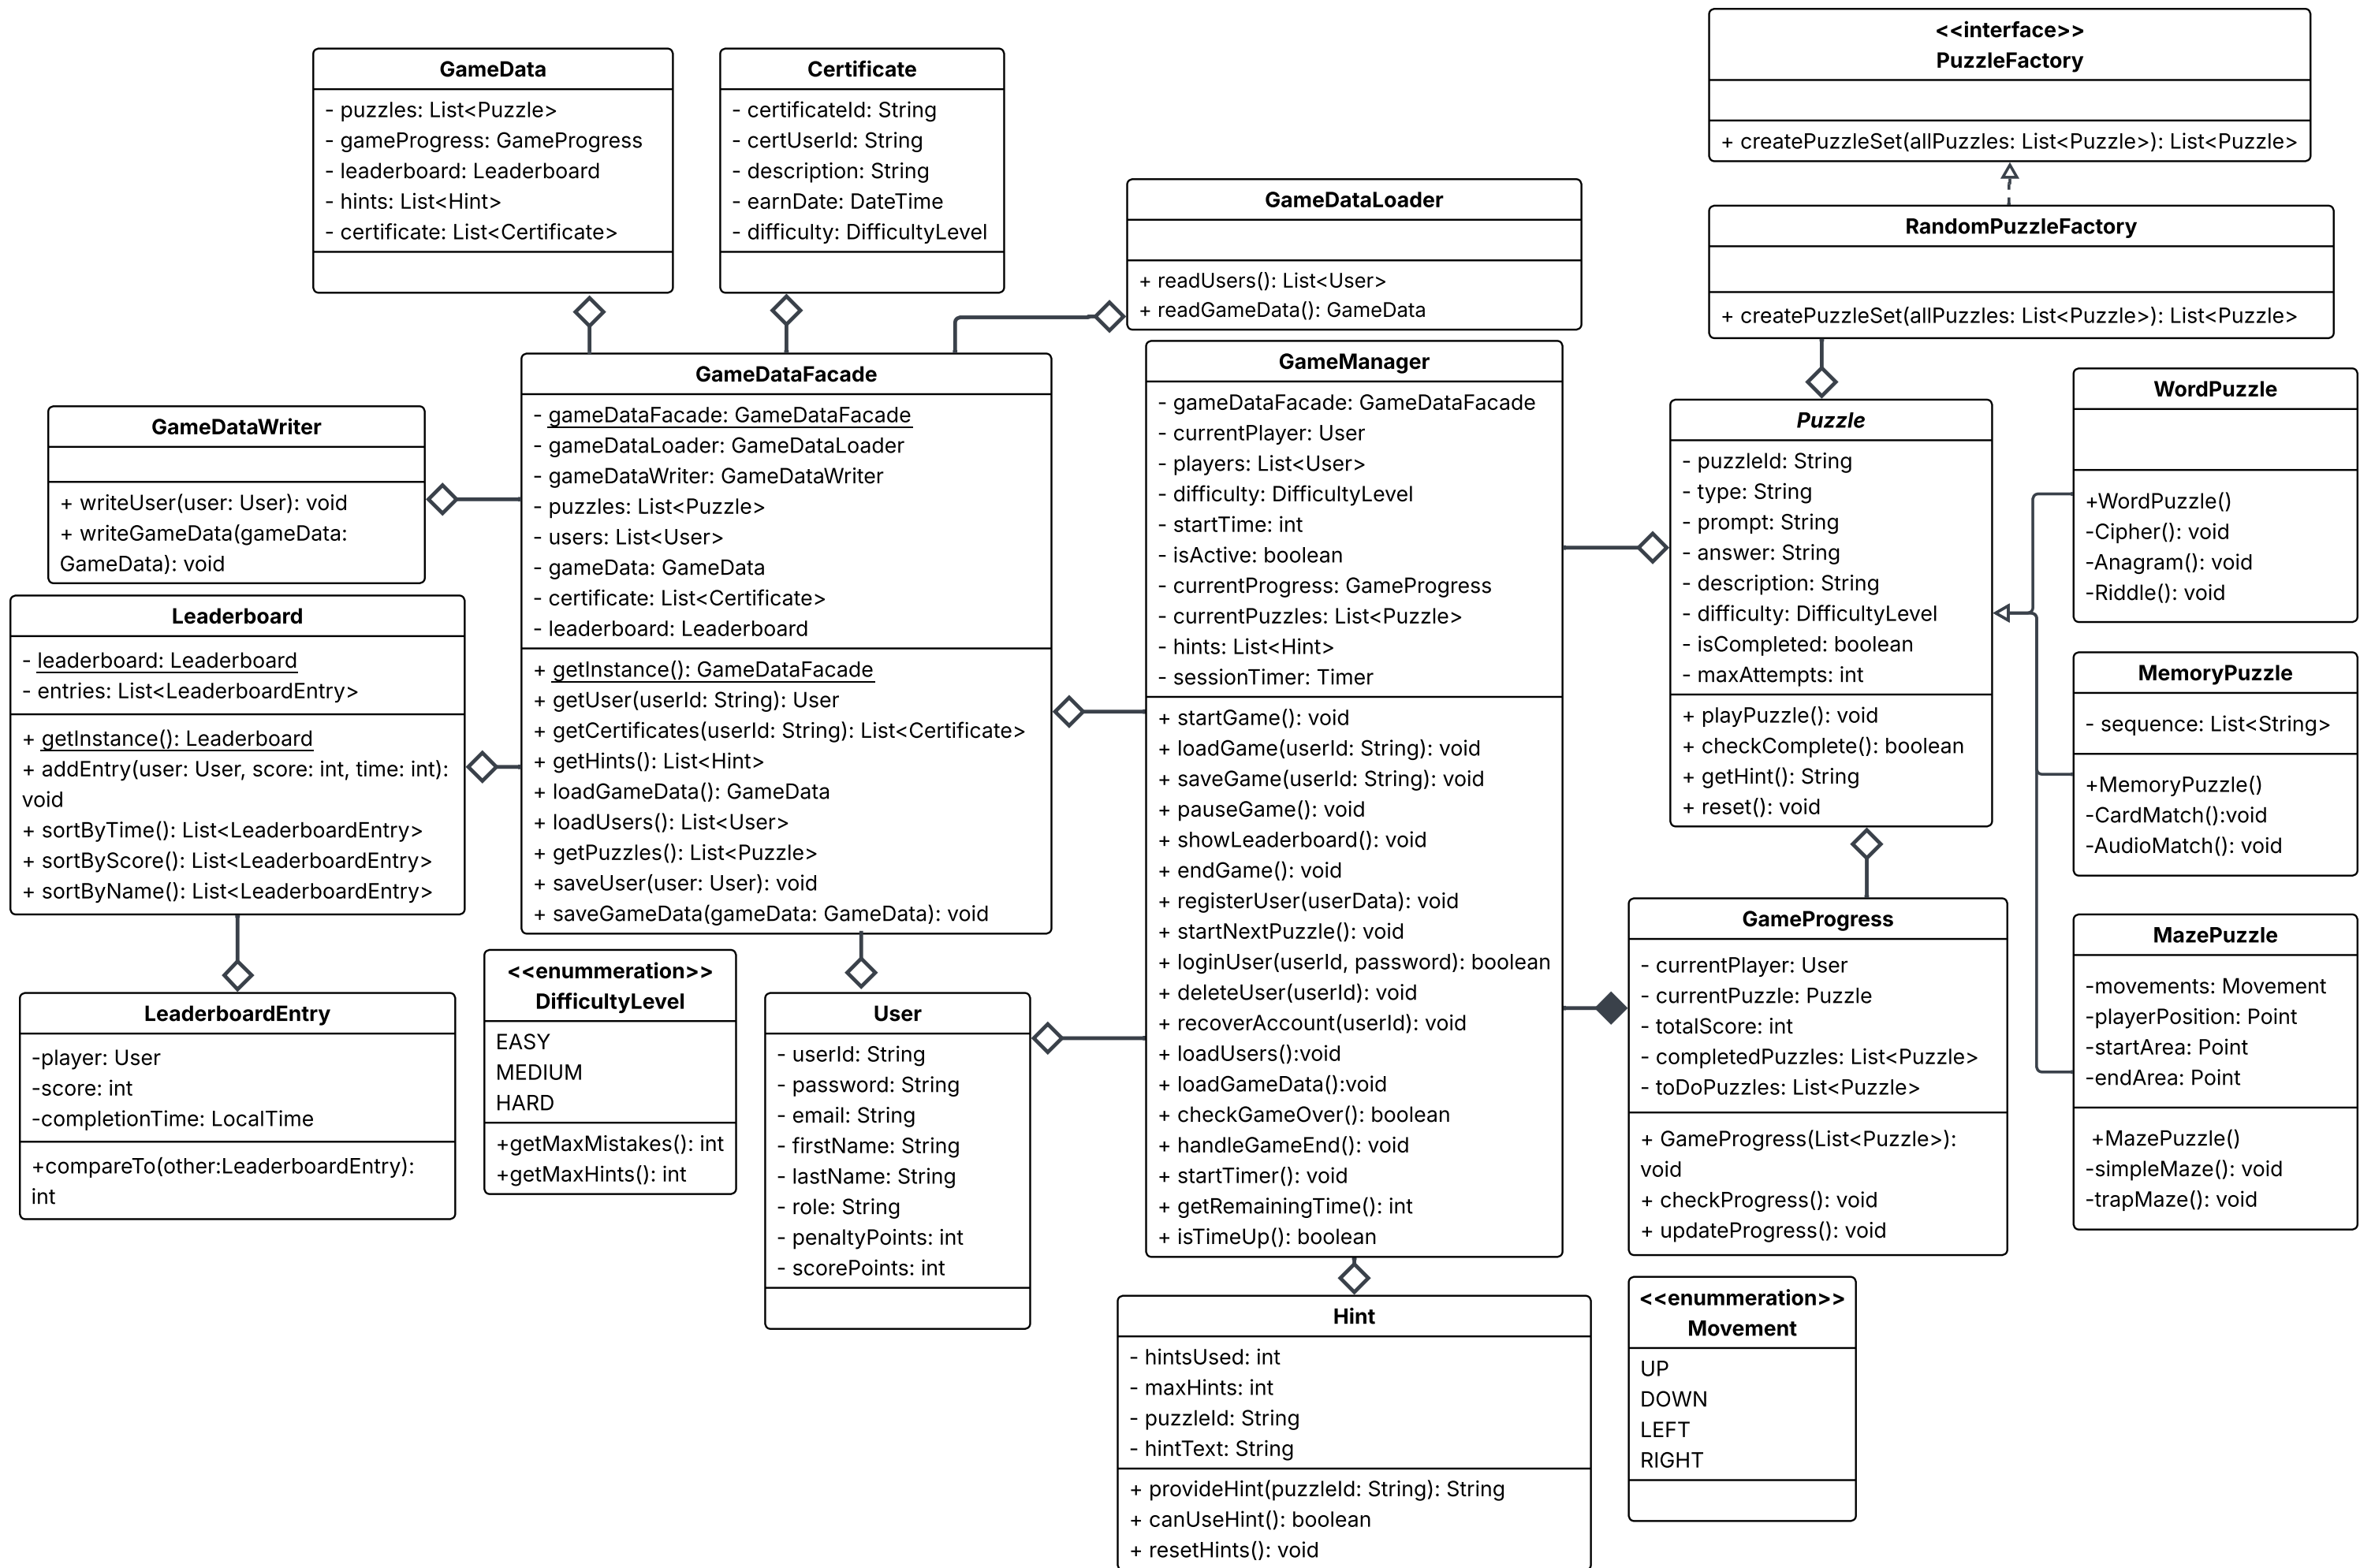 GameData
- puzzles: List<Puzzle>
- gameProgress: GameProgress
- leaderboard: Leaderboard
- hints: List<Hint>
- certificate: List<Certificate>
Certificate
- certificateId: String
- certUserId: String
- description: String
- earnDate: DateTime
- difficulty: DifficultyLevel
GameDataLoader
+ readUsers(): List<User>
+ readGameData(): GameData
<<interface>>
PuzzleFactory
+ createPuzzleSet(allPuzzles: List<Puzzle>): List<Puzzle>
RandomPuzzleFactory
+ createPuzzleSet(allPuzzles: List<Puzzle>): List<Puzzle>
GameDataWriter
+ writeUser(user: User): void
+ writeGameData(gameData:
GameData): void
GameDataFacade
- gameDataFacade: GameDataFacade
- gameDataLoader: GameDataLoader
- gameDataWriter: GameDataWriter
- puzzles: List<Puzzle>
- users: List<User>
- gameData: GameData
- certificate: List<Certificate>
- leaderboard: Leaderboard
+ getInstance(): GameDataFacade
+ getUser(userId: String): User
+ getCertificates(userId: String): List<Certificate>
+ getHints(): List<Hint>
+ loadGameData(): GameData
+ loadUsers(): List<User>
+ getPuzzles(): List<Puzzle>
+ saveUser(user: User): void
+ saveGameData(gameData: GameData): void
GameManager
- gameDataFacade: GameDataFacade
- currentPlayer: User
- players: List<User>
- difficulty: DifficultyLevel
- startTime: int
- isActive: boolean
- currentProgress: GameProgress
- currentPuzzles: List<Puzzle>
- hints: List<Hint>
- sessionTimer: Timer
+ startGame(): void
+ loadGame(userId: String): void
+ saveGame(userId: String): void
+ pauseGame(): void
+ showLeaderboard(): void
+ endGame(): void
+ registerUser(userData): void
+ startNextPuzzle(): void
+ loginUser(userId, password): boolean
+ deleteUser(userId): void
+ recoverAccount(userId): void
+ loadUsers():void
+ loadGameData():void
+ checkGameOver(): boolean
+ handleGameEnd(): void
+ startTimer(): void
+ getRemainingTime(): int
+ isTimeUp(): boolean
Puzzle
- puzzleId: String
- type: String
- prompt: String
- answer: String
- description: String
- difficulty: DifficultyLevel
- isCompleted: boolean
- maxAttempts: int
+ playPuzzle(): void
+ checkComplete(): boolean
+ getHint(): String
+ reset(): void
WordPuzzle
+WordPuzzle()
-Cipher(): void
-Anagram(): void
-Riddle(): void
MemoryPuzzle
- sequence: List<String>
+MemoryPuzzle()
-CardMatch():void
-AudioMatch(): void
MazePuzzle
-movements: Movement
-playerPosition: Point
-startArea: Point
-endArea: Point
+MazePuzzle()
-simpleMaze(): void
-trapMaze(): void
Leaderboard
- leaderboard: Leaderboard
- entries: List<LeaderboardEntry>
+ getInstance(): Leaderboard
+ addEntry(user: User, score: int, time: int):
void
+ sortByTime(): List<LeaderboardEntry>
+ sortByScore(): List<LeaderboardEntry>
+ sortByName(): List<LeaderboardEntry>
LeaderboardEntry
-player: User
-score: int
-completionTime: LocalTime
+compareTo(other:LeaderboardEntry):
int
<<enummeration>>
DifficultyLevel
EASY
MEDIUM
HARD
+getMaxMistakes(): int
+getMaxHints(): int
User
- userId: String
- password: String
- email: String
- firstName: String
- lastName: String
- role: String
- penaltyPoints: int
- scorePoints: int
GameProgress
- currentPlayer: User
- currentPuzzle: Puzzle
- totalScore: int
- completedPuzzles: List<Puzzle>
- toDoPuzzles: List<Puzzle>
+ GameProgress(List<Puzzle>):
void
+ checkProgress(): void
+ updateProgress(): void
Hint
- hintsUsed: int
- maxHints: int
- puzzleId: String
- hintText: String
+ provideHint(puzzleId: String): String
+ canUseHint(): boolean
+ resetHints(): void
<<enummeration>>
Movement
UP
DOWN
LEFT
RIGHT